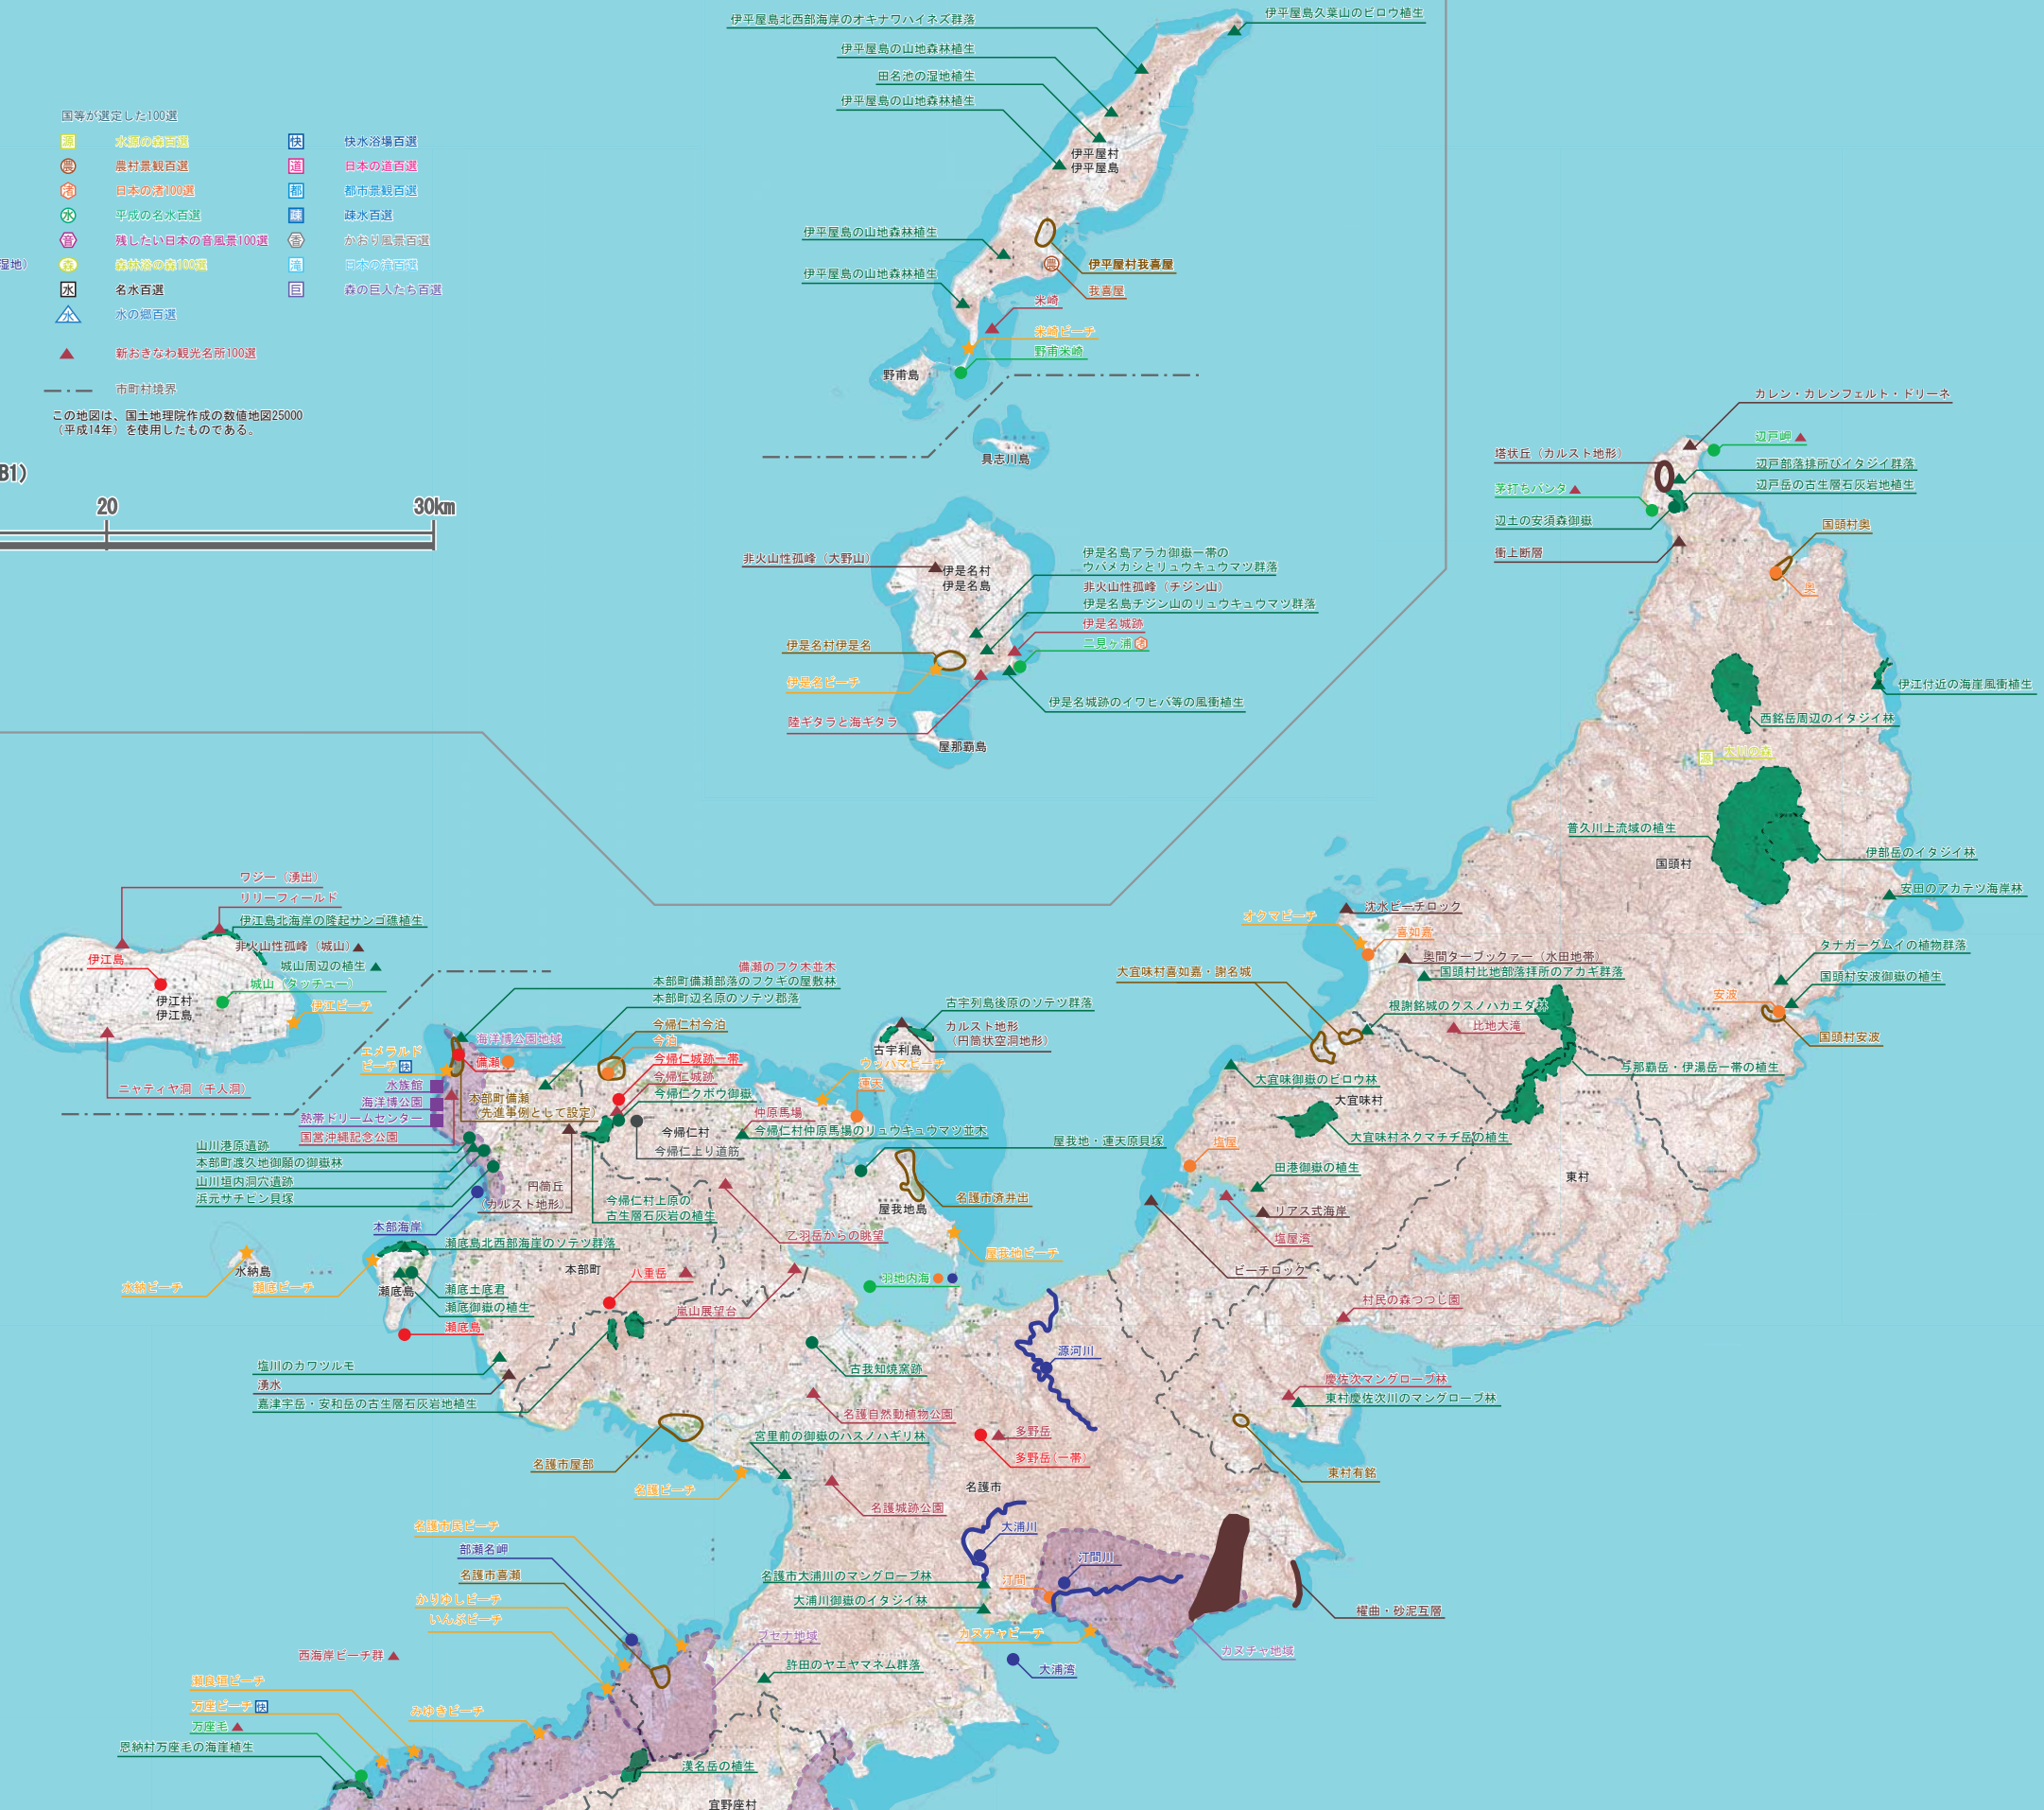 国等が選定した100選
源 水源の森百選
快 快水浴場百選
農 農村景観百選
道 日本の道百選
渚 日本の渚100選
都 都市景観百選
水 平成の名水百選
疎 疎水百選
音 残したい日本の音風景100選
香 かおり風景百選
湿地）
森 森林浴の森100選
滝 日本の滝百選
水 名水百選
巨 森の巨人たち百選
水 水の郷百選
新おきなわ観光名所100選
市町村境界
この地図は、国土地理院作成の数値地図25000
（平成14年）を使用したものである。
B1）
20
30km
伊平屋島北西部海岸のオキナワハイネズ群落
伊平屋島久葉山のビロウ植生
伊平屋島の山地森林植生
田名池の湿地植生
伊平屋島の山地森林植生
伊平屋村
伊平屋島
伊平屋島の山地森林植生
伊平屋村我喜屋
農
我喜屋
伊平屋島の山地森林植生
米崎
米崎ビーチ
野甫米崎
野甫島
具志川島
非火山性孤峰（大野山）
伊是名村
伊是名島
伊是名島アラカ御嶽一帯の
ウバメカシとリュウキュウマツ群落
非火山性孤峰（チジン山）
伊是名島チジン山のリュウキュウマツ群落
伊是名城跡
二見ヶ浦 渚
伊是名村伊是名
伊是名ビーチ
伊是名城跡のイワヒバ等の風衝植生
陸ギタラと海ギタラ
屋那覇島
カレン・カレンフェルト・ドリーネ
辺戸岬
塔状丘（カルスト地形）
辺戸部落拝所びイタジイ群落
茅打ちバンタ
辺戸岳の古生層石灰岩地植生
辺土の安須森御嶽
国頭村奥
衝上断層
奥
伊江付近の海崖風衝植生
西銘岳周辺のイタジイ林
源 大川の森
普久川上流域の植生
伊部岳のイタジイ林
国頭村
安田のアカテツ海岸林
沈水ビーチロック
オクマビーチ
喜如嘉
タナガーグムイの植物群落
奥間ターブックァー（水田地帯）
大宜味村喜如嘉・謝名城
国頭村比地部落拝所のアカギ群落
国頭村安波御嶽の植生
安波
根謝銘城のクスノハカエダ林
比地大滝
国頭村安波
与那覇岳・伊湯岳一帯の植生
大宜味御嶽のビロウ林
大宜味村
大宜味村ネクマチヂ岳の植生
塩屋
田港御嶽の植生
東村
リアス式海岸
塩屋湾
ビーチロック
村民の森つつじ園
慶佐次マングローブ林
東村慶佐次川のマングローブ林
東村有銘
ワジー（湧出）
リリーフィールド
伊江島北海岸の隆起サンゴ礁植生
非火山性孤峰（城山）
伊江島
城山周辺の植生
城山（タッチュー）
伊江村
伊江島
伊江ビーチ
ニャティヤ洞（千人洞）
備瀬のフク木並木
本部町備瀬部落のフクギの屋敷林
本部町辺名原のソテツ郡落
今帰仁村今泊
今泊
海洋博公園地域
エメラルド
ビーチ 快
備瀬
水族館
海洋博公園
熱帯ドリームセンター
国営沖縄記念公園
今帰仁城跡一帯
今帰仁城跡
今帰仁クボウ御嶽
本部町備瀬
（先進事例として設定）
今帰仁村
今帰仁上り道筋
古宇列島後原のソテツ群落
カルスト地形
（円筒状空洞地形）
古宇利島
ウッパマビーチ
運天
仲原馬場
今帰仁村仲原馬場のリュウキュウマツ並木
山川港原遺跡
本部町渡久地御願の御嶽林
山川垣内洞穴遺跡
浜元サチビン貝塚
円筒丘
（カルスト地形）
今帰仁村上原の
古生層石灰岩の植生
屋我地・運天原貝塚
名護市済井出
屋我地島
乙羽岳からの眺望
屋我地ビーチ
本部海岸
瀬底島北西部海崖のソテツ群落
水納島
水納ビーチ
瀬底ビーチ
瀬底島
瀬底土底君
瀬底御嶽の植生
瀬底島
本部町
八重岳
嵐山展望台
羽地内海
塩川のカワツルモ
湧水
嘉津宇岳・安和岳の古生層石灰岩地植生
古我知焼窯跡
源河川
名護自然動植物公園
宮里前の御嶽のハスノハギリ林
多野岳
多野岳(一帯)
名護市屋部
名護ビーチ
名護市
名護城跡公園
名護市民ビーチ
部瀬名岬
名護市喜瀬
かりゆしビーチ
いんぶビーチ
大浦川
汀間川
名護市大浦川のマングローブ林
汀間
大浦川御嶽のイタジイ林
褶曲・砂泥互層
カヌチャビーチ
カヌチャ地域
ブセナ地域
西海岸ビーチ群
許田のヤエヤマネム群落
大浦湾
瀬良垣ビーチ
万座ビーチ 快
みゆきビーチ
万座毛
恩納村万座毛の海崖植生
漢名岳の植生
宜野座村